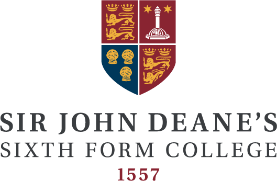 SIR JOHN DEANE'S
SIXTH FORM COLLEGE
1557